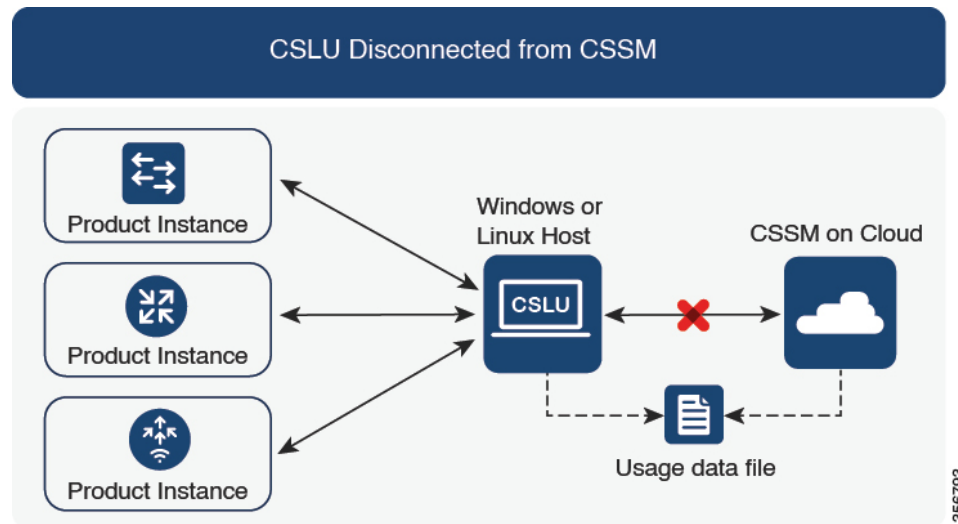 CSLU Disconnected from CSSM
Product Instance
Product Instance
Product Instance
Windows or
Linux Host
CSLU
CSSM on Cloud
Usage data file